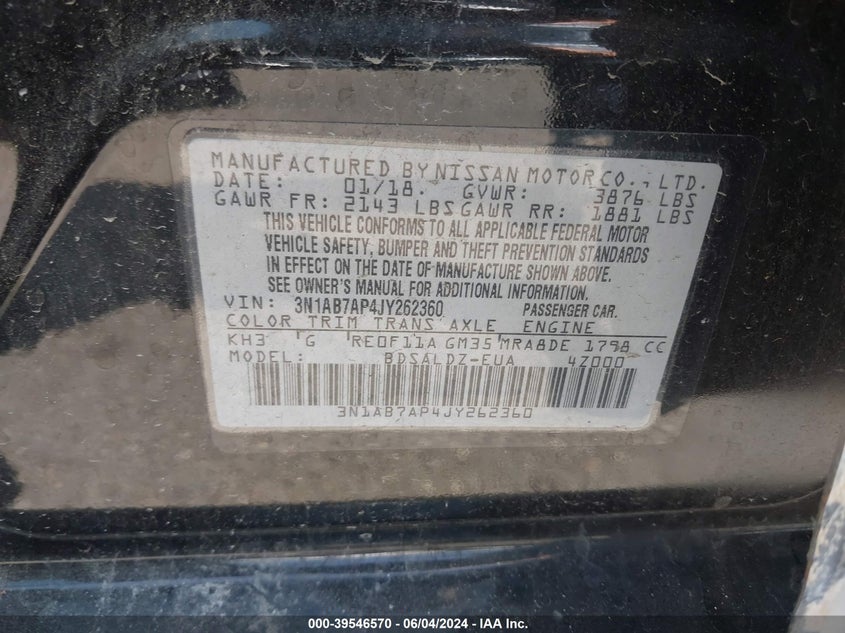 MANUFACTURED BY NISSAN MOTOR CO., LTD.
DATE: 01/18. GVWR: 3876 LBS
GAWR FR: 2143 LBS GAWR RR: 1881 LBS
THIS VEHICLE CONFORMS TO ALL APPLICABLE FEDERAL MOTOR
VEHICLE SAFETY, BUMPER AND THEFT PREVENTION STANDARDS
IN EFFECT ON THE DATE OF MANUFACTURE SHOWN ABOVE.
SEE OWNER'S MANUAL FOR ADDITIONAL INFORMATION.
VIN: 3N1AB7AP4JY262360 PASSENGER CAR.
COLOR TRIM TRANS AXLE ENGINE
KH3 G RE0F11A GM35 MRA8DE 1798 CC
MODEL: BDSALDZ-EUA 4Z000
3N1AB7AP4JY262360
000-39546570 - 06/04/2024 - IAA Inc.